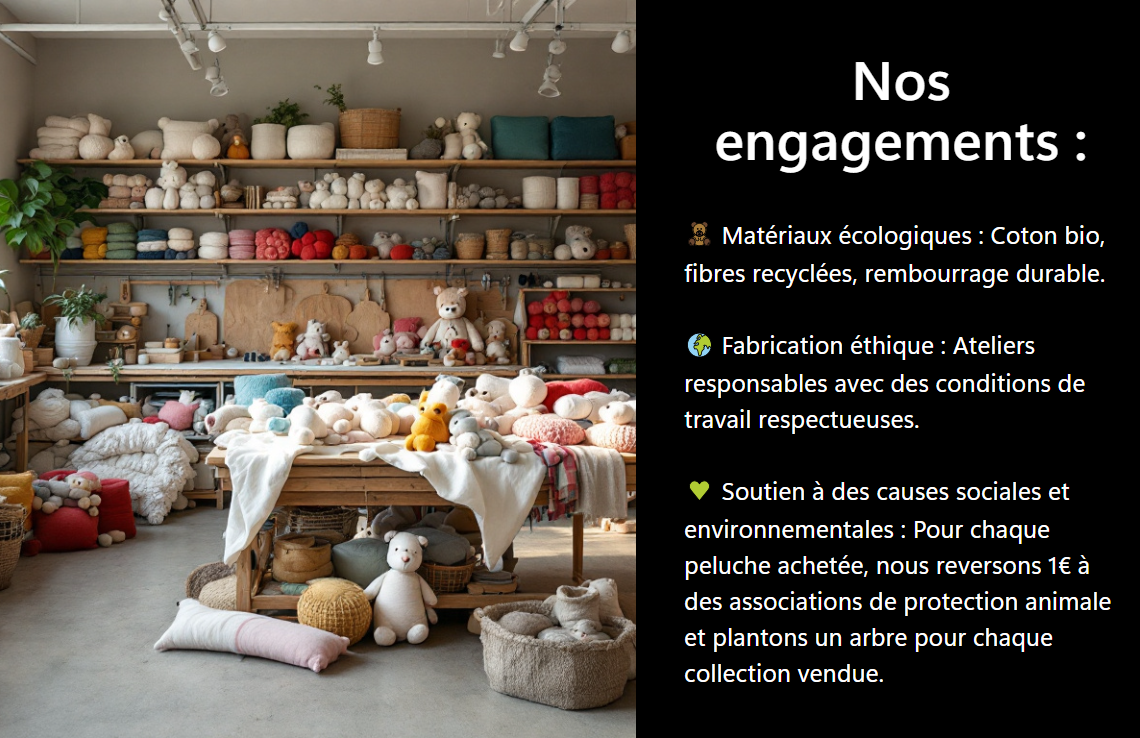 Nos
engagements :
🧸 Matériaux écologiques : Coton bio,
fibres recyclées, rembourrage durable.
🌍 Fabrication éthique : Ateliers
responsables avec des conditions de
travail respectueuses.
💚 Soutien à des causes sociales et
environnementales : Pour chaque
peluche achetée, nous reversons 1€ à
des associations de protection animale
et plantons un arbre pour chaque
collection vendue.